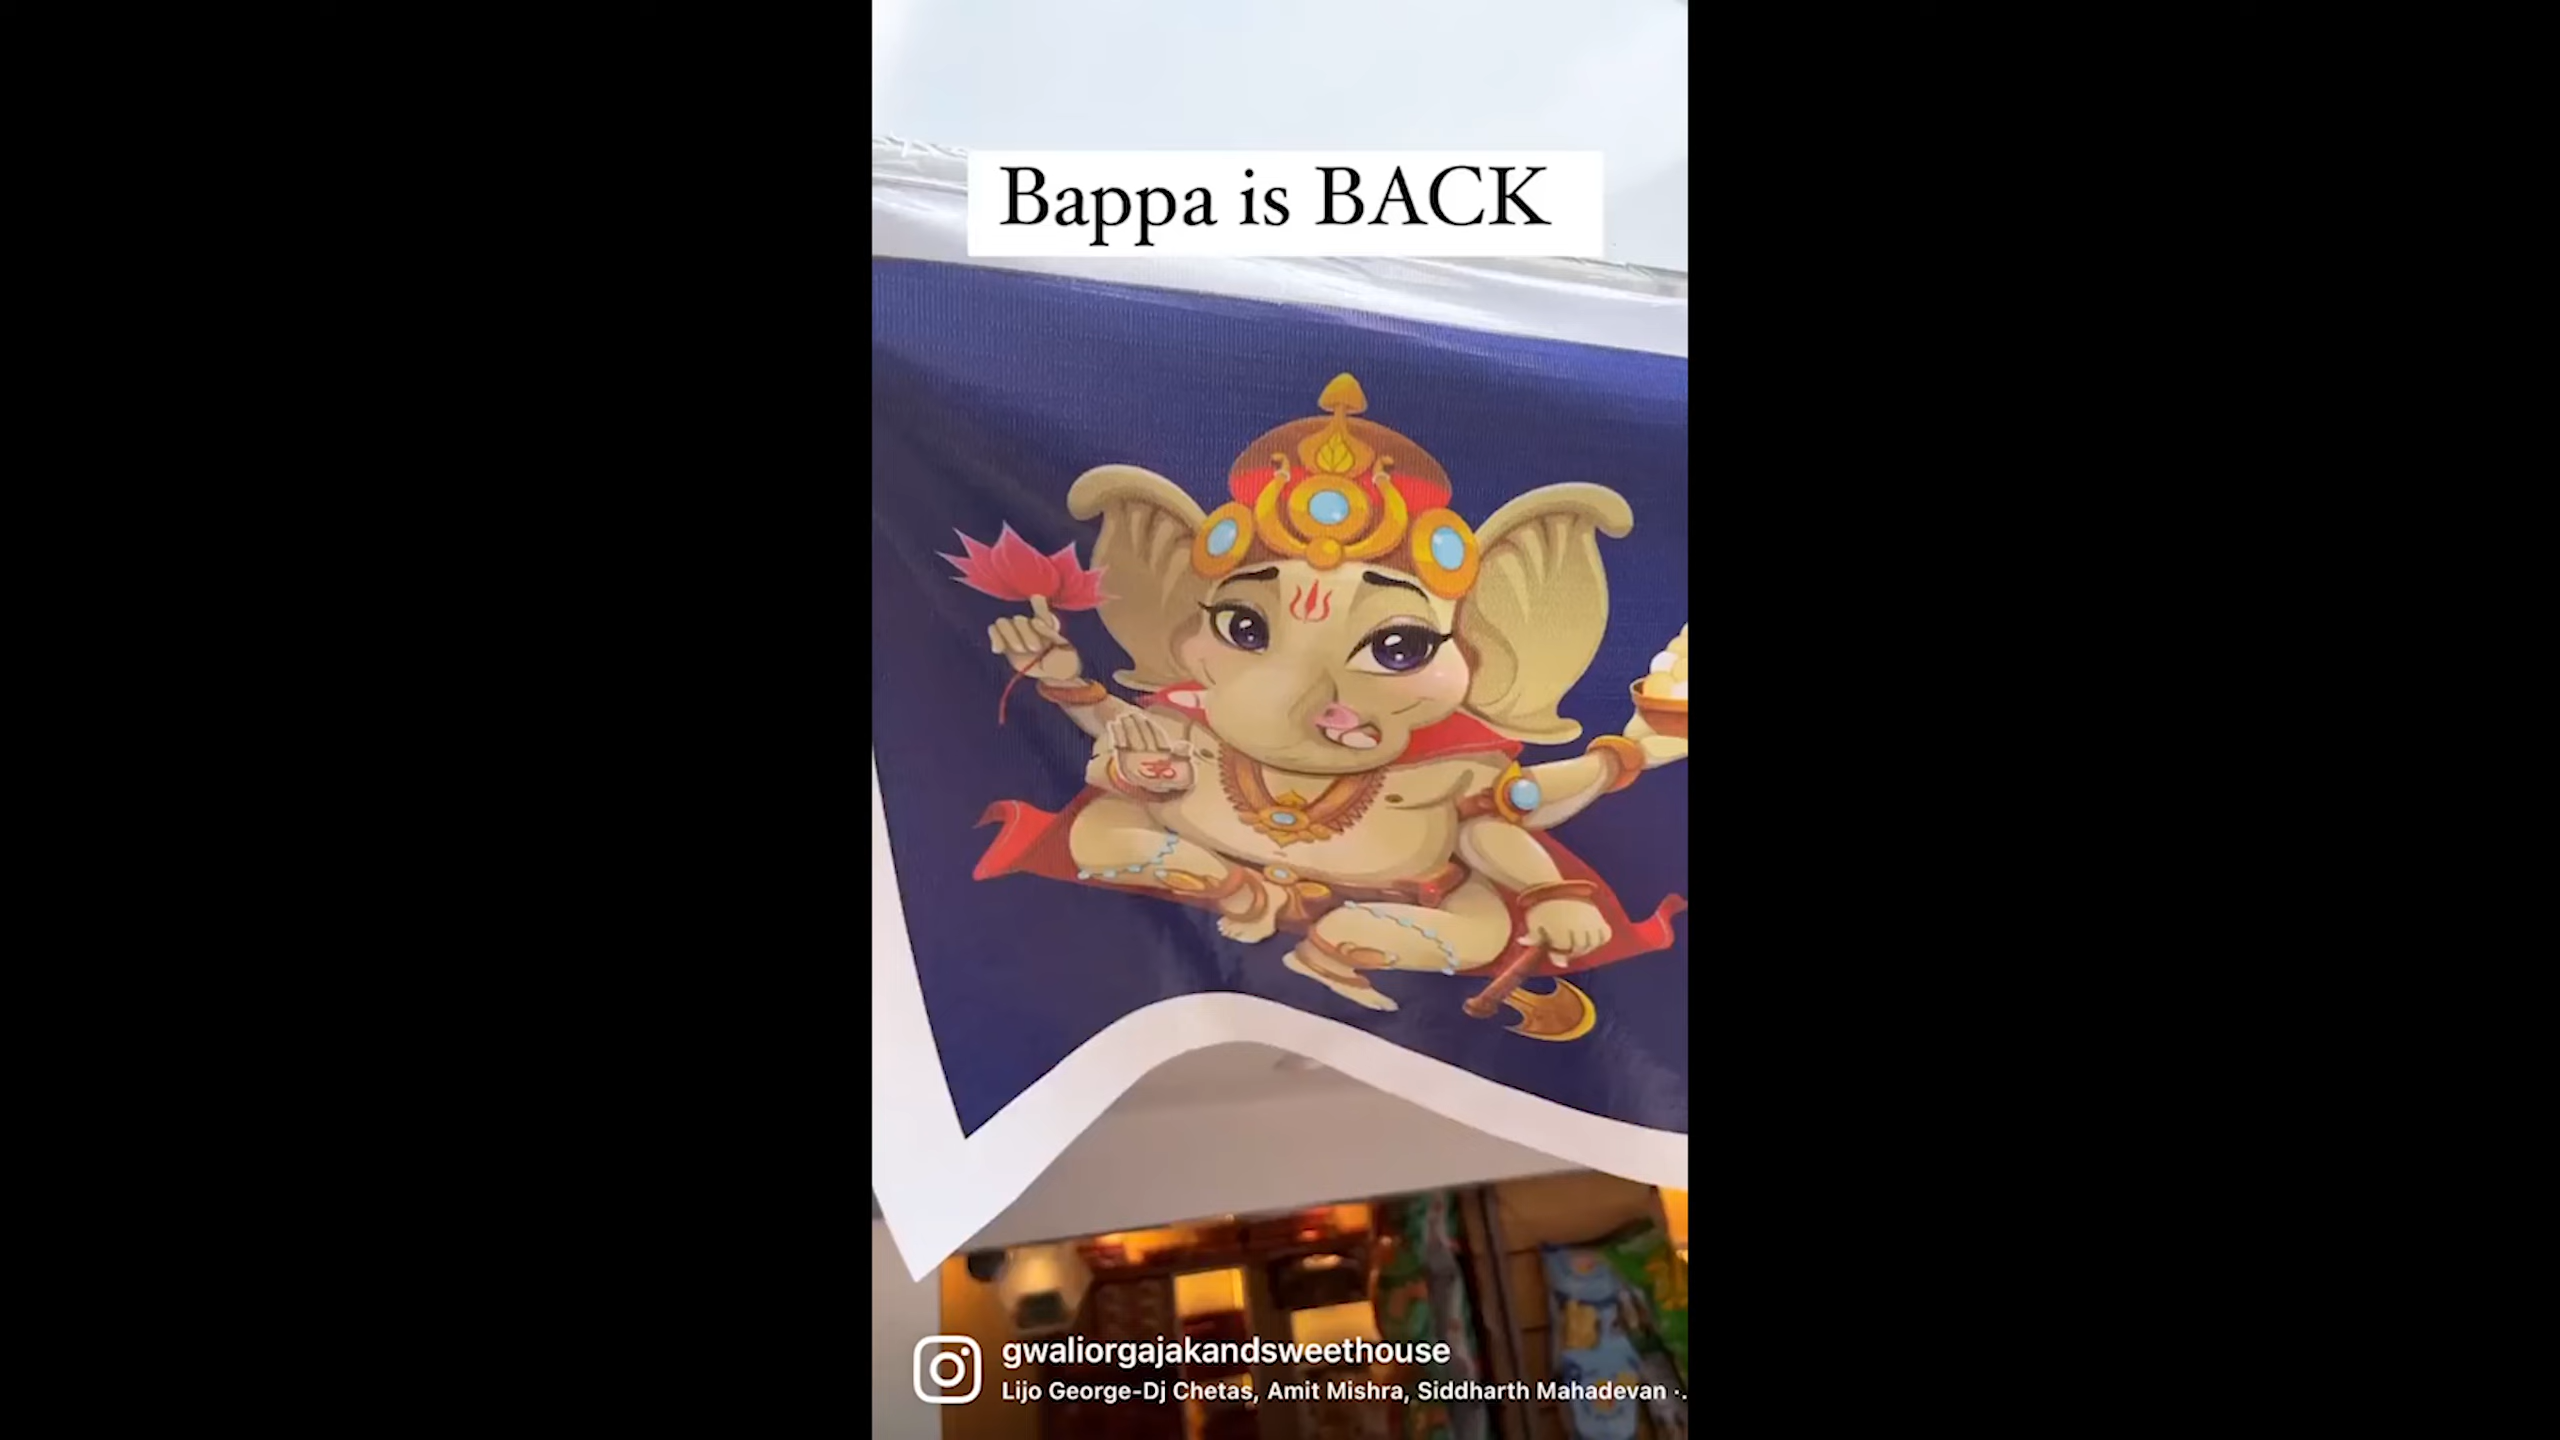 Bappa is BACK
ॐ
gwaliorgajakandsweethouse
Lijo George-Dj Chetas, Amit Mishra, Siddharth Mahadevan ·.